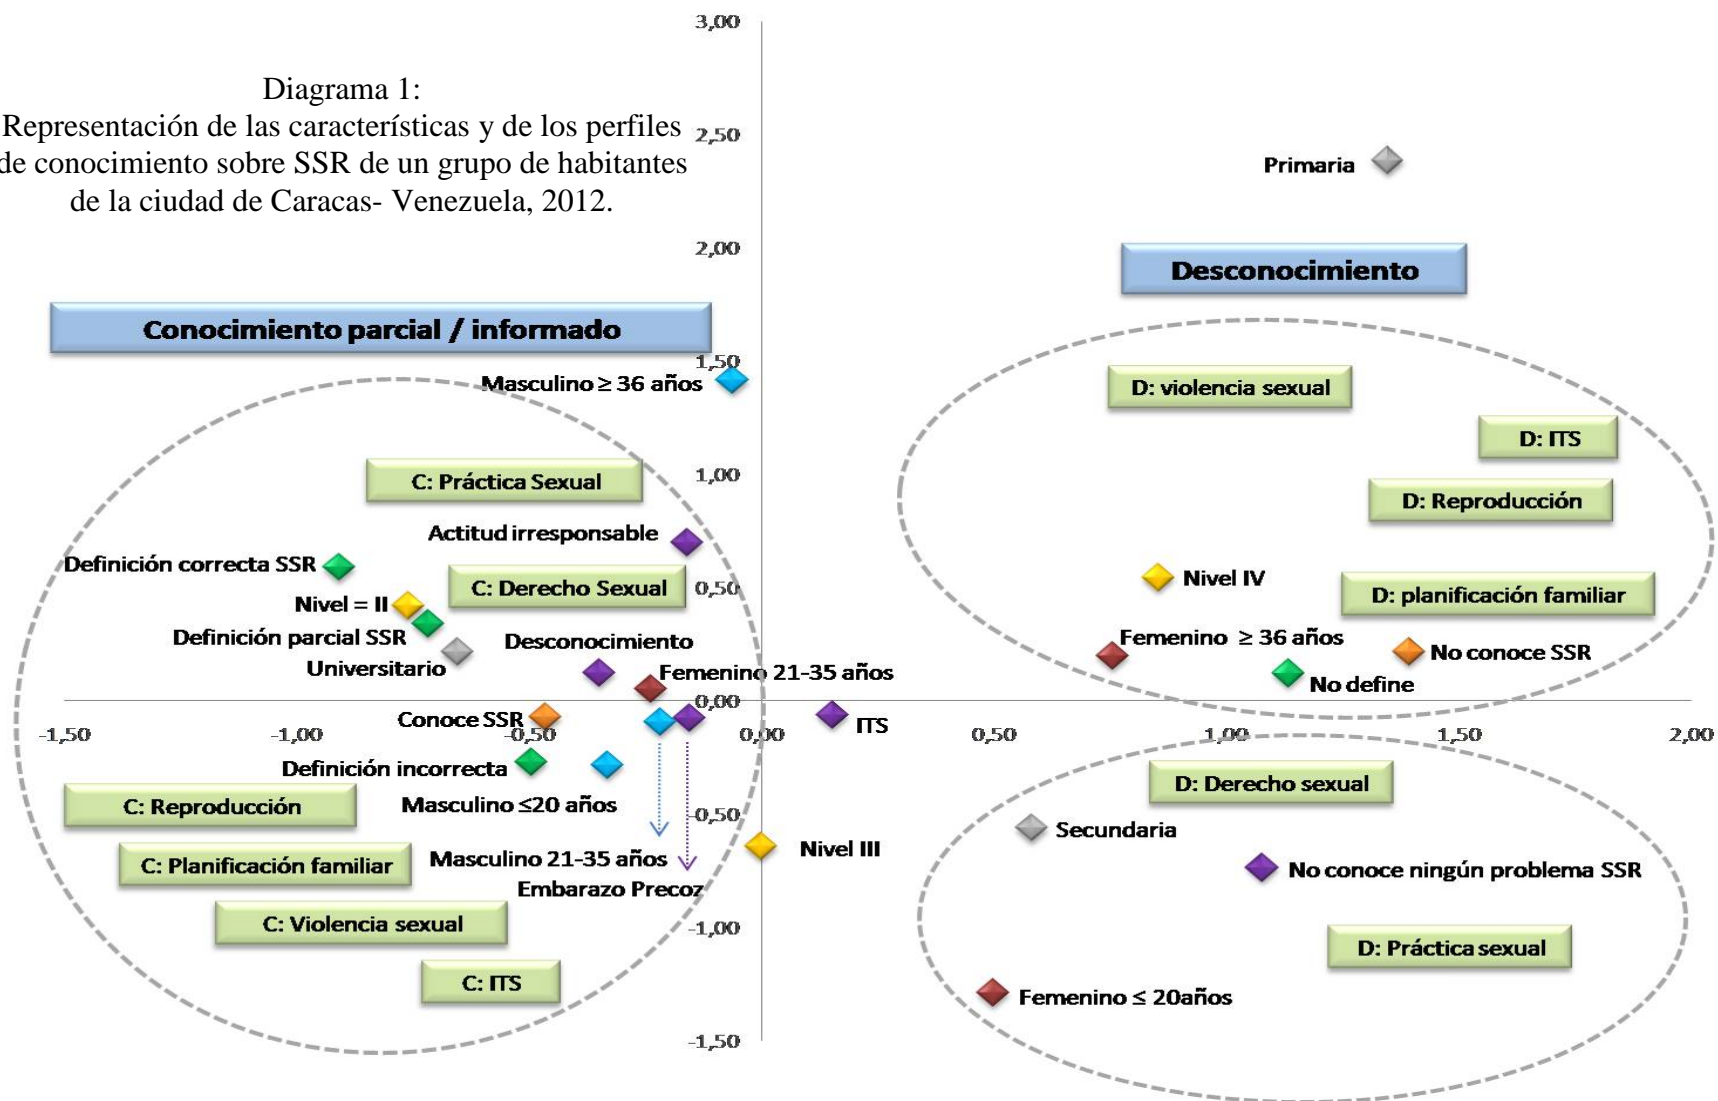 3,00
Diagrama 1:
Representación de las características y de los perfiles
de conocimiento sobre SSR de un grupo de habitantes
de la ciudad de Caracas- Venezuela, 2012.
2,50
Primaria
2,00
Desconocimiento
Conocimiento parcial / informado
1,50
Masculino ≥ 36 años
D: violencia sexual
D: ITS
C: Práctica Sexual
1,00
D: Reproducción
Actitud irresponsable
Definición correcta SSR
C: Derecho Sexual
0,50
Nivel IV
D: planificación familiar
Nivel = II
Definición parcial SSR
Desconocimiento
Femenino ≥ 36 años
No conoce SSR
Universitario
Femenino 21-35 años
No define
0,00
Conoce SSR
ITS
-1,50
-1,00
-0,50
0,00
0,50
1,00
1,50
2,00
Definición incorrecta
D: Derecho sexual
C: Reproducción
Masculino ≤20 años
-0,50
Secundaria
C: Planificación familiar
Masculino 21-35 años
Nivel III
No conoce ningún problema SSR
Embarazo Precoz
C: Violencia sexual
-1,00
D: Práctica sexual
C: ITS
Femenino ≤ 20años
-1,50